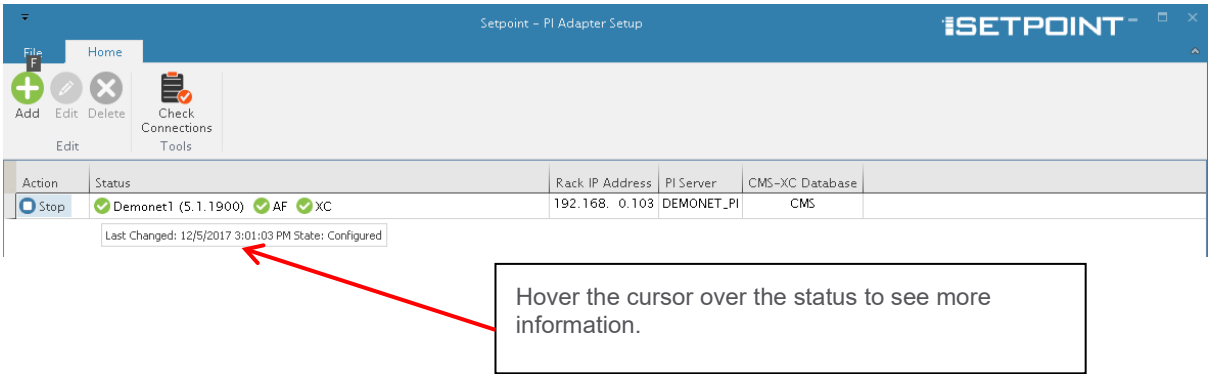 Setpoint - PI Adapter Setup
SETPOINT
File
Home
F
Add
Edit
Delete
Check
Connections
Edit
Tools
Action
Status
Rack IP Address
PI Server
CMS-XC Database
Stop
Demonet1 (5.1.1900)
AF
XC
192.168. 0.103
DEMONET_PI
CMS
Last Changed: 12/5/2017 3:01:03 PM State: Configured
Hover the cursor over the status to see more
information.